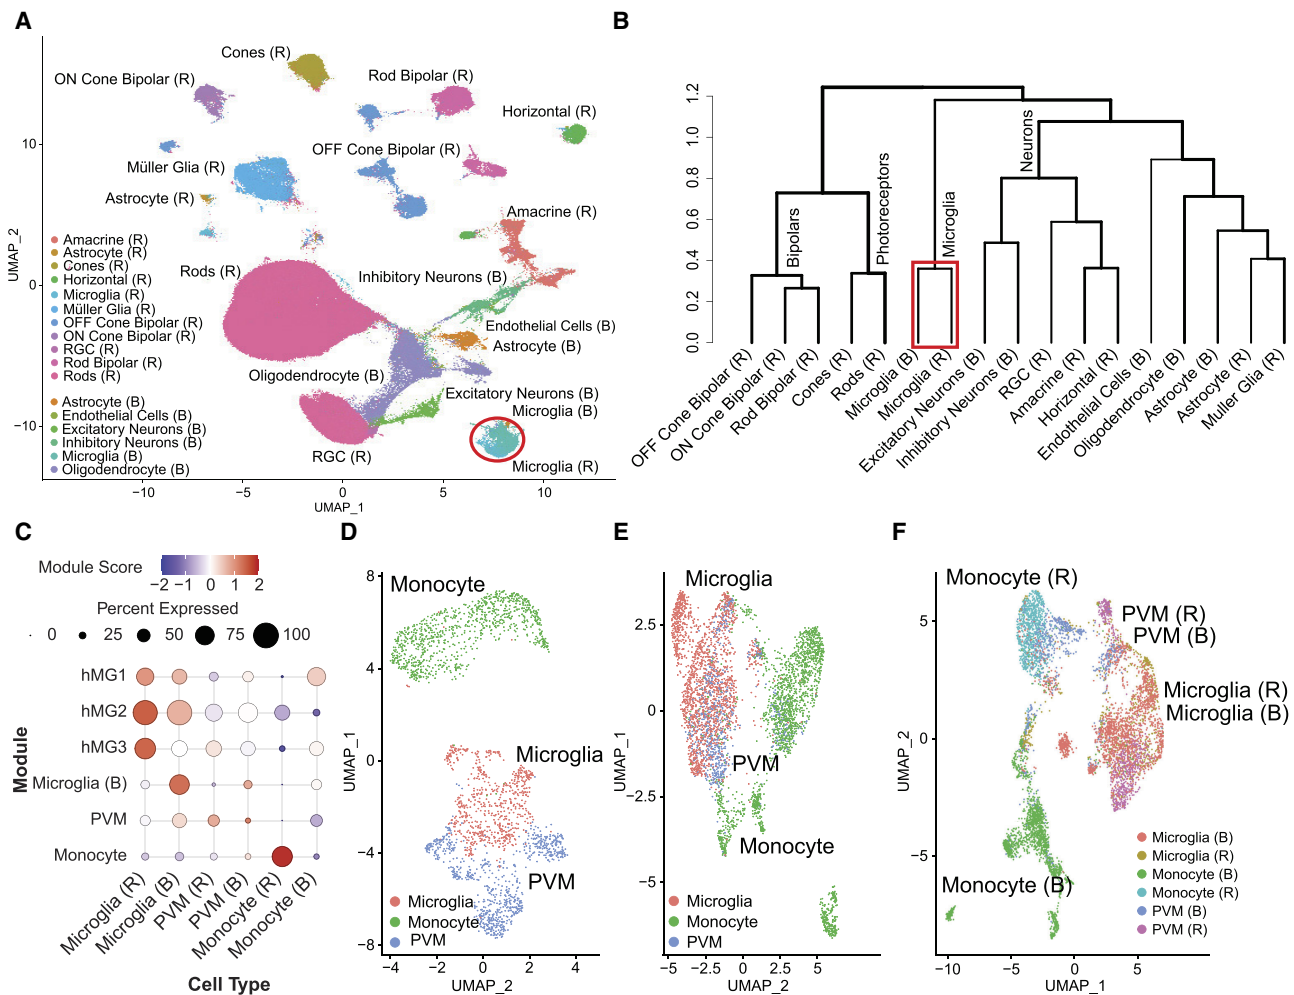 A
Cones (R)
ON Cone Bipolar (R)
Rod Bipolar (R)
Horizontal (R)
OFF Cone Bipolar (R)
Müller Glia (R)
Astrocyte (R)
Amacrine (R)
Rods (R)
Inhibitory Neurons (B)
Endothelial Cells (B)
Astrocyte (B)
Oligodendrocyte (B)
Excitatory Neurons (B)
Microglia (B)
RGC (R)
Microglia (R)
Amacrine (R)
Astrocyte (R)
Cones (R)
Horizontal (R)
Microglia (R)
Müller Glia (R)
OFF Cone Bipolar (R)
ON Cone Bipolar (R)
RGC (R)
Rod Bipolar (R)
Rods (R)
Astrocyte (B)
Endothelial Cells (B)
Excitatory Neurons (B)
Inhibitory Neurons (B)
Microglia (B)
Oligodendrocyte (B)
10
0
−10
UMAP_2
−10 −5 0 5 10
UMAP_1
B
1.2
1.0
0.8
0.6
0.4
0.2
0.0
Bipolars
Photoreceptors
Microglia
Neurons
OFF Cone Bipolar (R)
ON Cone Bipolar (R)
Rod Bipolar (R)
Cones (R)
Rods (R)
Microglia (B)
Microglia (R)
Excitatory Neurons (B)
Inhibitory Neurons (B)
RGC (R)
Amacrine (R)
Horizontal (R)
Endothelial Cells (B)
Oligodendrocyte (B)
Astrocyte (B)
Astrocyte (R)
Muller Glia (R)
C
Module Score
−2 −1 0 1 2
Percent Expressed
0 25 50 75 100
Module
hMG1
hMG2
hMG3
Microglia (B)
PVM
Monocyte
Microglia (R)
Microglia (B)
PVM (R)
PVM (B)
Monocyte (R)
Monocyte (B)
Cell Type
D
8
4
0
−4
−8
UMAP_1
Monocyte
Microglia
PVM
Microglia
Monocyte
PVM
−4 −2 0 2 4
UMAP_2
E
2.5
0
−2.5
−5
UMAP_1
Microglia
PVM
Monocyte
Microglia
Monocyte
PVM
−5 −2.5 0 2.5 5
UMAP_2
F
5
0
−5
UMAP_2
Monocyte (R)
PVM (R)
PVM (B)
Microglia (R)
Microglia (B)
Monocyte (B)
Microglia (B)
Microglia (R)
Monocyte (B)
Monocyte (R)
PVM (B)
PVM (R)
−10 −5 0 5
UMAP_1